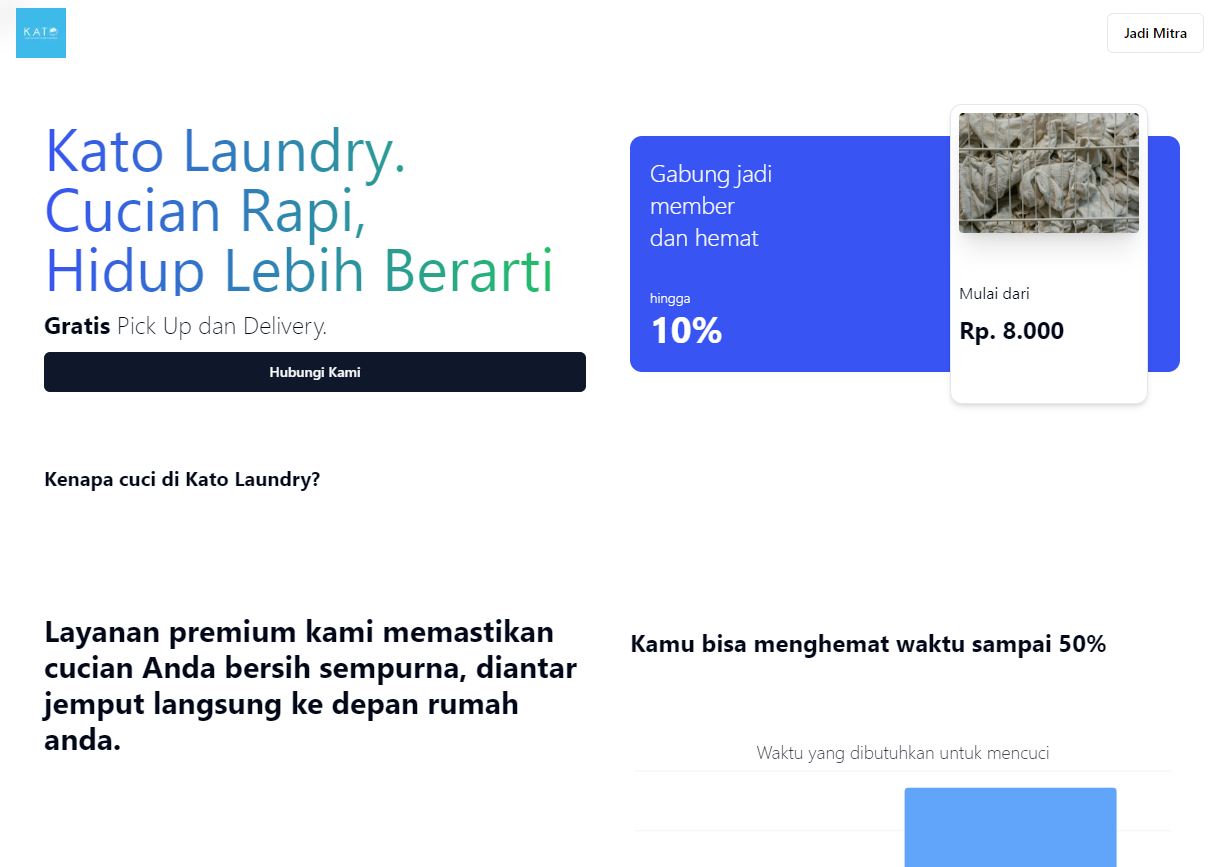 KATO
Jadi Mitra
Kato Laundry.
Cucian Rapi,
Hidup Lebih Berarti
Gratis Pick Up dan Delivery.
Hubungi Kami
Gabung jadi
member
dan hemat
hingga
10%
Mulai dari
Rp. 8.000
Kenapa cuci di Kato Laundry?
Layanan premium kami memastikan
cucian Anda bersih sempurna, diantar
jemput langsung ke depan rumah
anda.
Kamu bisa menghemat waktu sampai 50%
Waktu yang dibutuhkan untuk mencuci